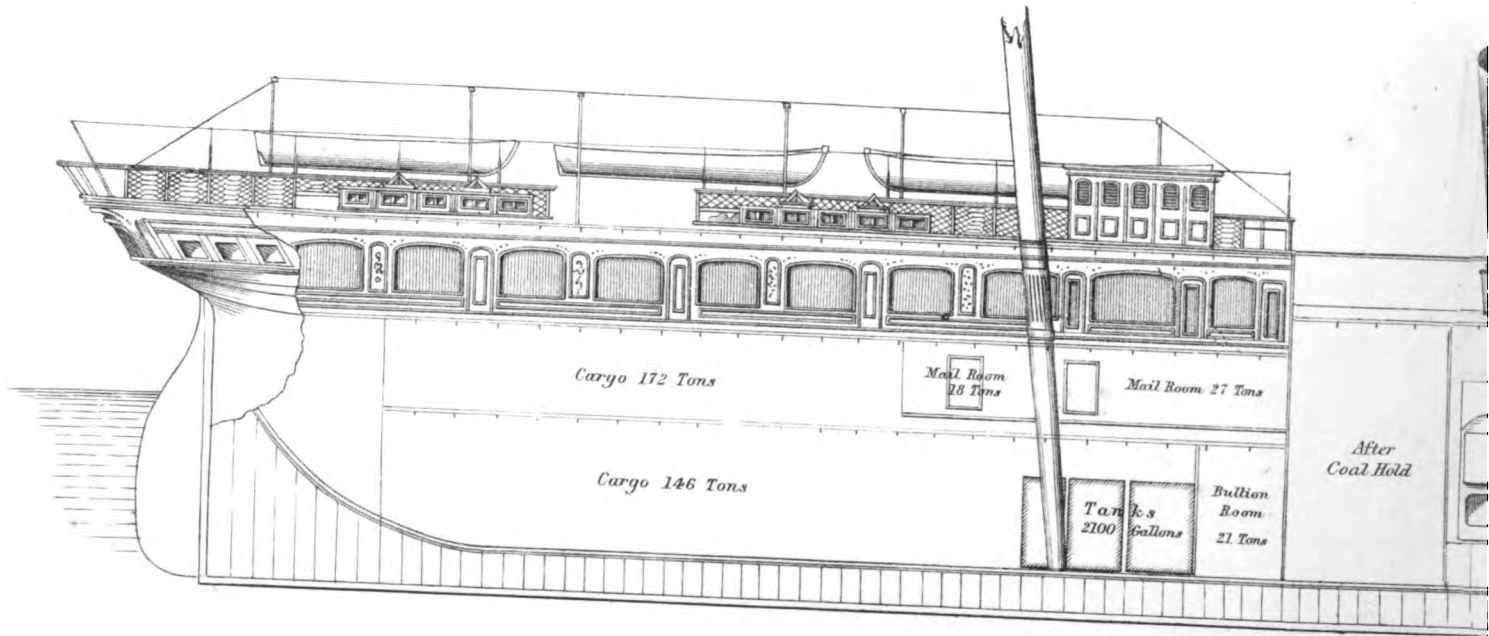 Cargo 172 Tons
Mail Room
18 Tons
Mail Room 27 Tons
Cargo 146 Tons
Tanks
2100 Gallons
Bullion
Room
21 Tons
After
Coal Hold